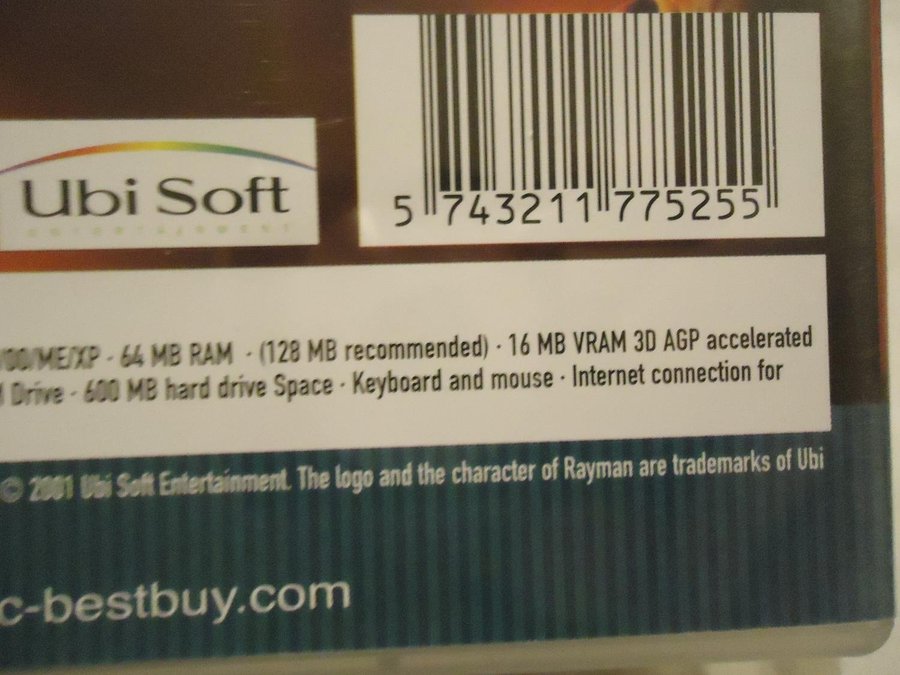 Ubi Soft
ENTERTAINMENT
5 743211 775255
/00/ME/XP · 64 MB RAM · (128 MB recommended) · 16 MB VRAM 3D AGP accelerated
Drive · 600 MB hard drive Space · Keyboard and mouse · Internet connection for
© 2001 Ubi Soft Entertainment. The logo and the character of Rayman are trademarks of Ubi
c-bestbuy.com